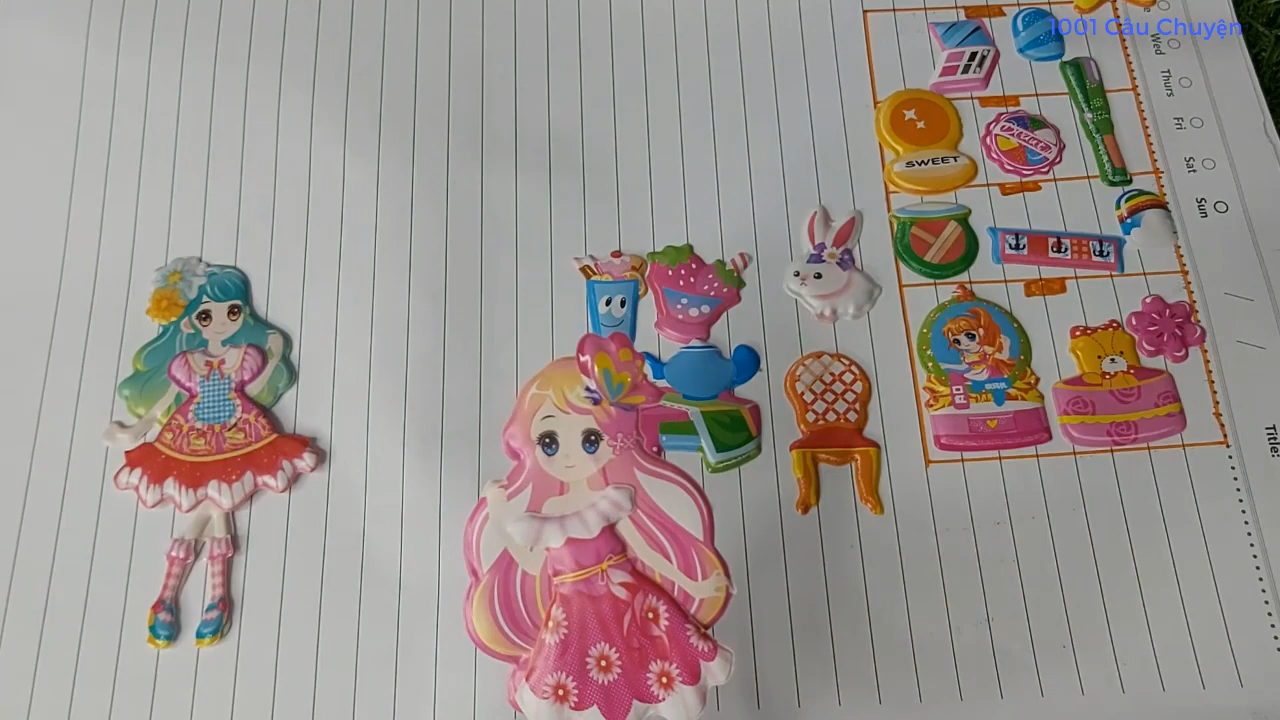 1001 Câu Chuyện
Wed
Thurs
Fri
Sat
Sun
SWEET
Title: